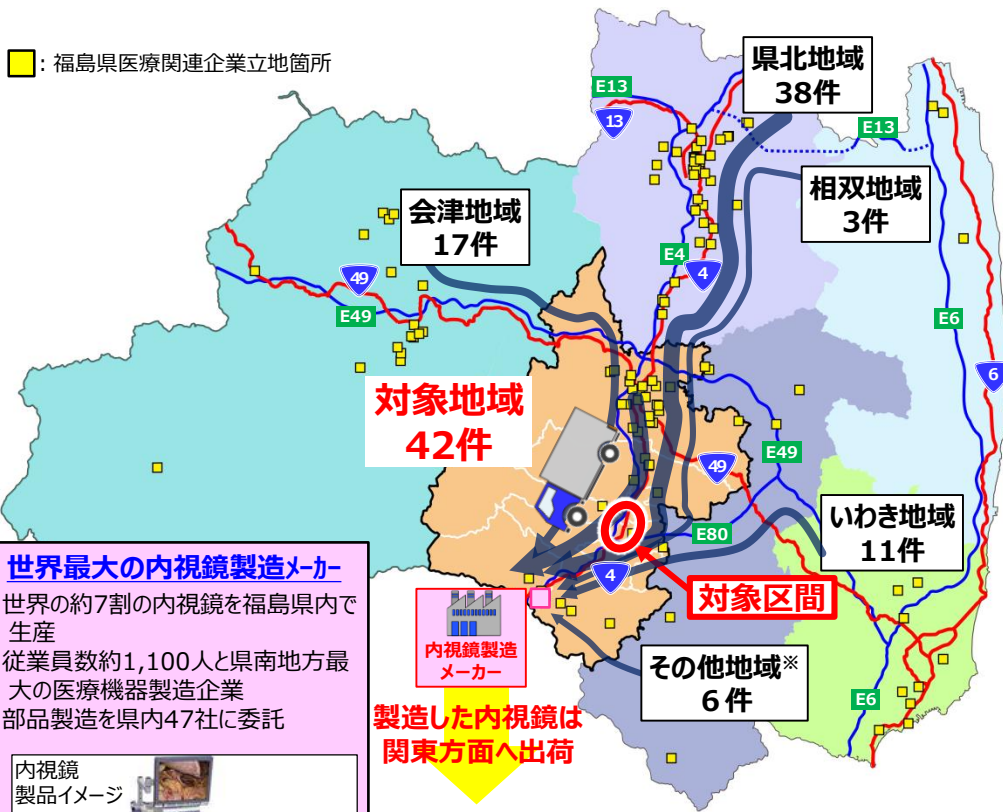 ：福島県医療関連企業立地箇所
県北地域
38件
E13
13
E13
相双地域
3件
会津地域
17件
E4
4
49
E49
E6
6
対象地域
42件
49
E49
いわき地域
11件
E80
4
対象区間
世界最大の内視鏡製造メーカー
世界の約7割の内視鏡を福島県内で
生産
従業員数約1,100人と県南地方最
大の医療機器製造企業
部品製造を県内47社に委託
内視鏡製造
メーカー
その他地域※
6件
E6
製造した内視鏡は
関東方面へ出荷
内視鏡
製品イメージ